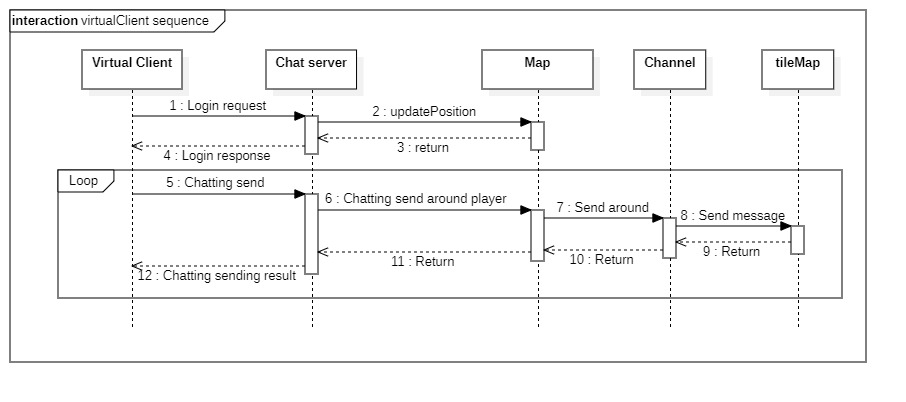 interaction virtualClient sequence
Virtual Client
Chat server
Map
Channel
tileMap
1 : Login request
2 : updatePosition
3 : return
4 : Login response
Loop
5 : Chatting send
6 : Chatting send around player
7 : Send around
8 : Send message
9 : Return
10 : Return
11 : Return
12 : Chatting sending result